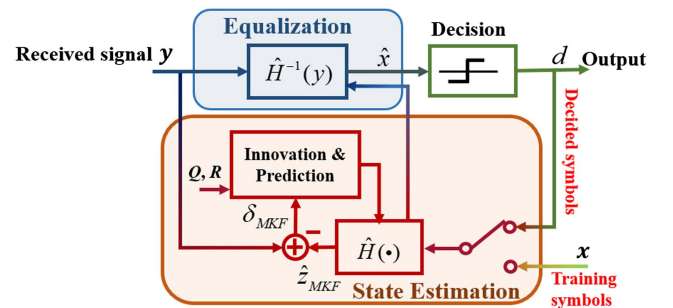 Equalization
Decision
Received signal y
Ĥ⁻¹(y)
x̂
d
Output
Decided symbols
Innovation &
Prediction
Q, R
δ_MKF
−
+
ẑ_MKF
Ĥ(•)
x
Training
symbols
State Estimation